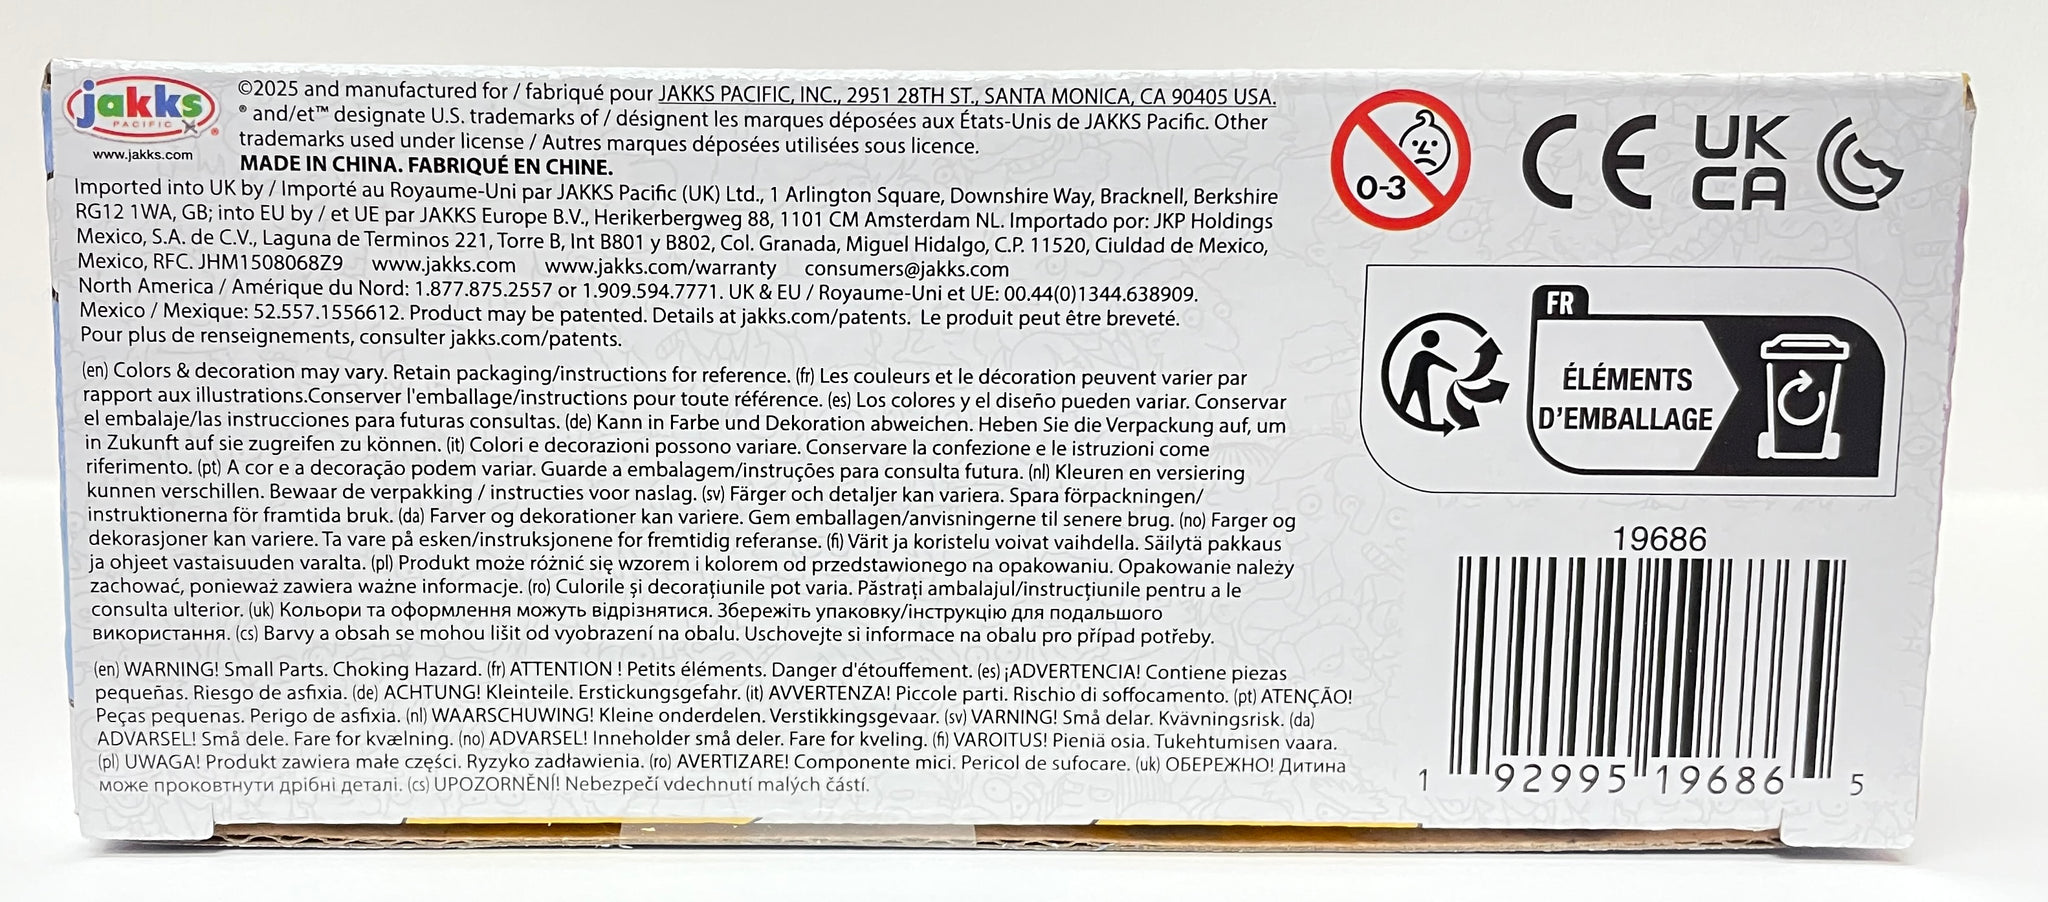 jakks
PACIFIC
®
www.jakks.com
©2025 and manufactured for / fabriqué pour JAKKS PACIFIC, INC., 2951 28TH ST., SANTA MONICA, CA 90405 USA.
® and/et™ designate U.S. trademarks of / désignent les marques déposées aux États-Unis de JAKKS Pacific. Other
trademarks used under license / Autres marques déposées utilisées sous licence.
MADE IN CHINA. FABRIQUÉ EN CHINE.
Imported into UK by / Importé au Royaume-Uni par JAKKS Pacific (UK) Ltd., 1 Arlington Square, Downshire Way, Bracknell, Berkshire
RG12 1WA, GB; into EU by / et UE par JAKKS Europe B.V., Herikerbergweg 88, 1101 CM Amsterdam NL. Importado por: JKP Holdings
Mexico, S.A. de C.V., Laguna de Terminos 221, Torre B, Int B801 y B802, Col. Granada, Miguel Hidalgo, C.P. 11520, Ciuldad de Mexico,
Mexico, RFC. JHM1508068Z9 www.jakks.com www.jakks.com/warranty consumers@jakks.com
North America / Amérique du Nord: 1.877.875.2557 or 1.909.594.7771. UK & EU / Royaume-Uni et UE: 00.44(0)1344.638909.
Mexico / Mexique: 52.557.1556612. Product may be patented. Details at jakks.com/patents. Le produit peut être breveté.
Pour plus de renseignements, consulter jakks.com/patents.
(en) Colors & decoration may vary. Retain packaging/instructions for reference. (fr) Les couleurs et le décoration peuvent varier par
rapport aux illustrations.Conserver l'emballage/instructions pour toute référence. (es) Los colores y el diseño pueden variar. Conservar
el embalaje/las instrucciones para futuras consultas. (de) Kann in Farbe und Dekoration abweichen. Heben Sie die Verpackung auf, um
in Zukunft auf sie zugreifen zu können. (it) Colori e decorazioni possono variare. Conservare la confezione e le istruzioni come
riferimento. (pt) A cor e a decoração podem variar. Guarde a embalagem/instruções para consulta futura. (nl) Kleuren en versiering
kunnen verschillen. Bewaar de verpakking / instructies voor naslag. (sv) Färger och detaljer kan variera. Spara förpackningen/
instruktionerna för framtida bruk. (da) Farver og dekorationer kan variere. Gem emballagen/anvisningerne til senere brug. (no) Farger og
dekorasjoner kan variere. Ta vare på esken/instruksjonene for fremtidig referanse. (fi) Värit ja koristelu voivat vaihdella. Säilytä pakkaus
ja ohjeet vastaisuuden varalta. (pl) Produkt może różnić się wzorem i kolorem od przedstawionego na opakowaniu. Opakowanie należy
zachować, ponieważ zawiera ważne informacje. (ro) Culorile și decorațiunile pot varia. Păstrați ambalajul/instrucțiunile pentru a le
consulta ulterior. (uk) Кольори та оформлення можуть відрізнятися. Збережіть упаковку/інструкцію для подальшого
використання. (cs) Barvy a obsah se mohou lišit od vyobrazení na obalu. Uschovejte si informace na obalu pro případ potřeby.
(en) WARNING! Small Parts. Choking Hazard. (fr) ATTENTION ! Petits éléments. Danger d'étouffement. (es) ¡ADVERTENCIA! Contiene piezas
pequeñas. Riesgo de asfixia. (de) ACHTUNG! Kleinteile. Erstickungsgefahr. (it) AVVERTENZA! Piccole parti. Rischio di soffocamento. (pt) ATENÇÃO!
Peças pequenas. Perigo de asfixia. (nl) WAARSCHUWING! Kleine onderdelen. Verstikkingsgevaar. (sv) VARNING! Små delar. Kvävningsrisk. (da)
ADVARSEL! Små dele. Fare for kvælning. (no) ADVARSEL! Inneholder små deler. Fare for kveling. (fi) VAROITUS! Pieniä osia. Tukehtumisen vaara.
(pl) UWAGA! Produkt zawiera małe części. Ryzyko zadławienia. (ro) AVERTIZARE! Componente mici. Pericol de sufocare. (uk) ОБЕРЕЖНО! Дитина
може проковтнути дрібні деталі. (cs) UPOZORNĚNÍ! Nebezpečí vdechnutí malých částí.
0-3
CE
UK
CA
FR
ÉLÉMENTS
D'EMBALLAGE
19686
1 92995 19686 5